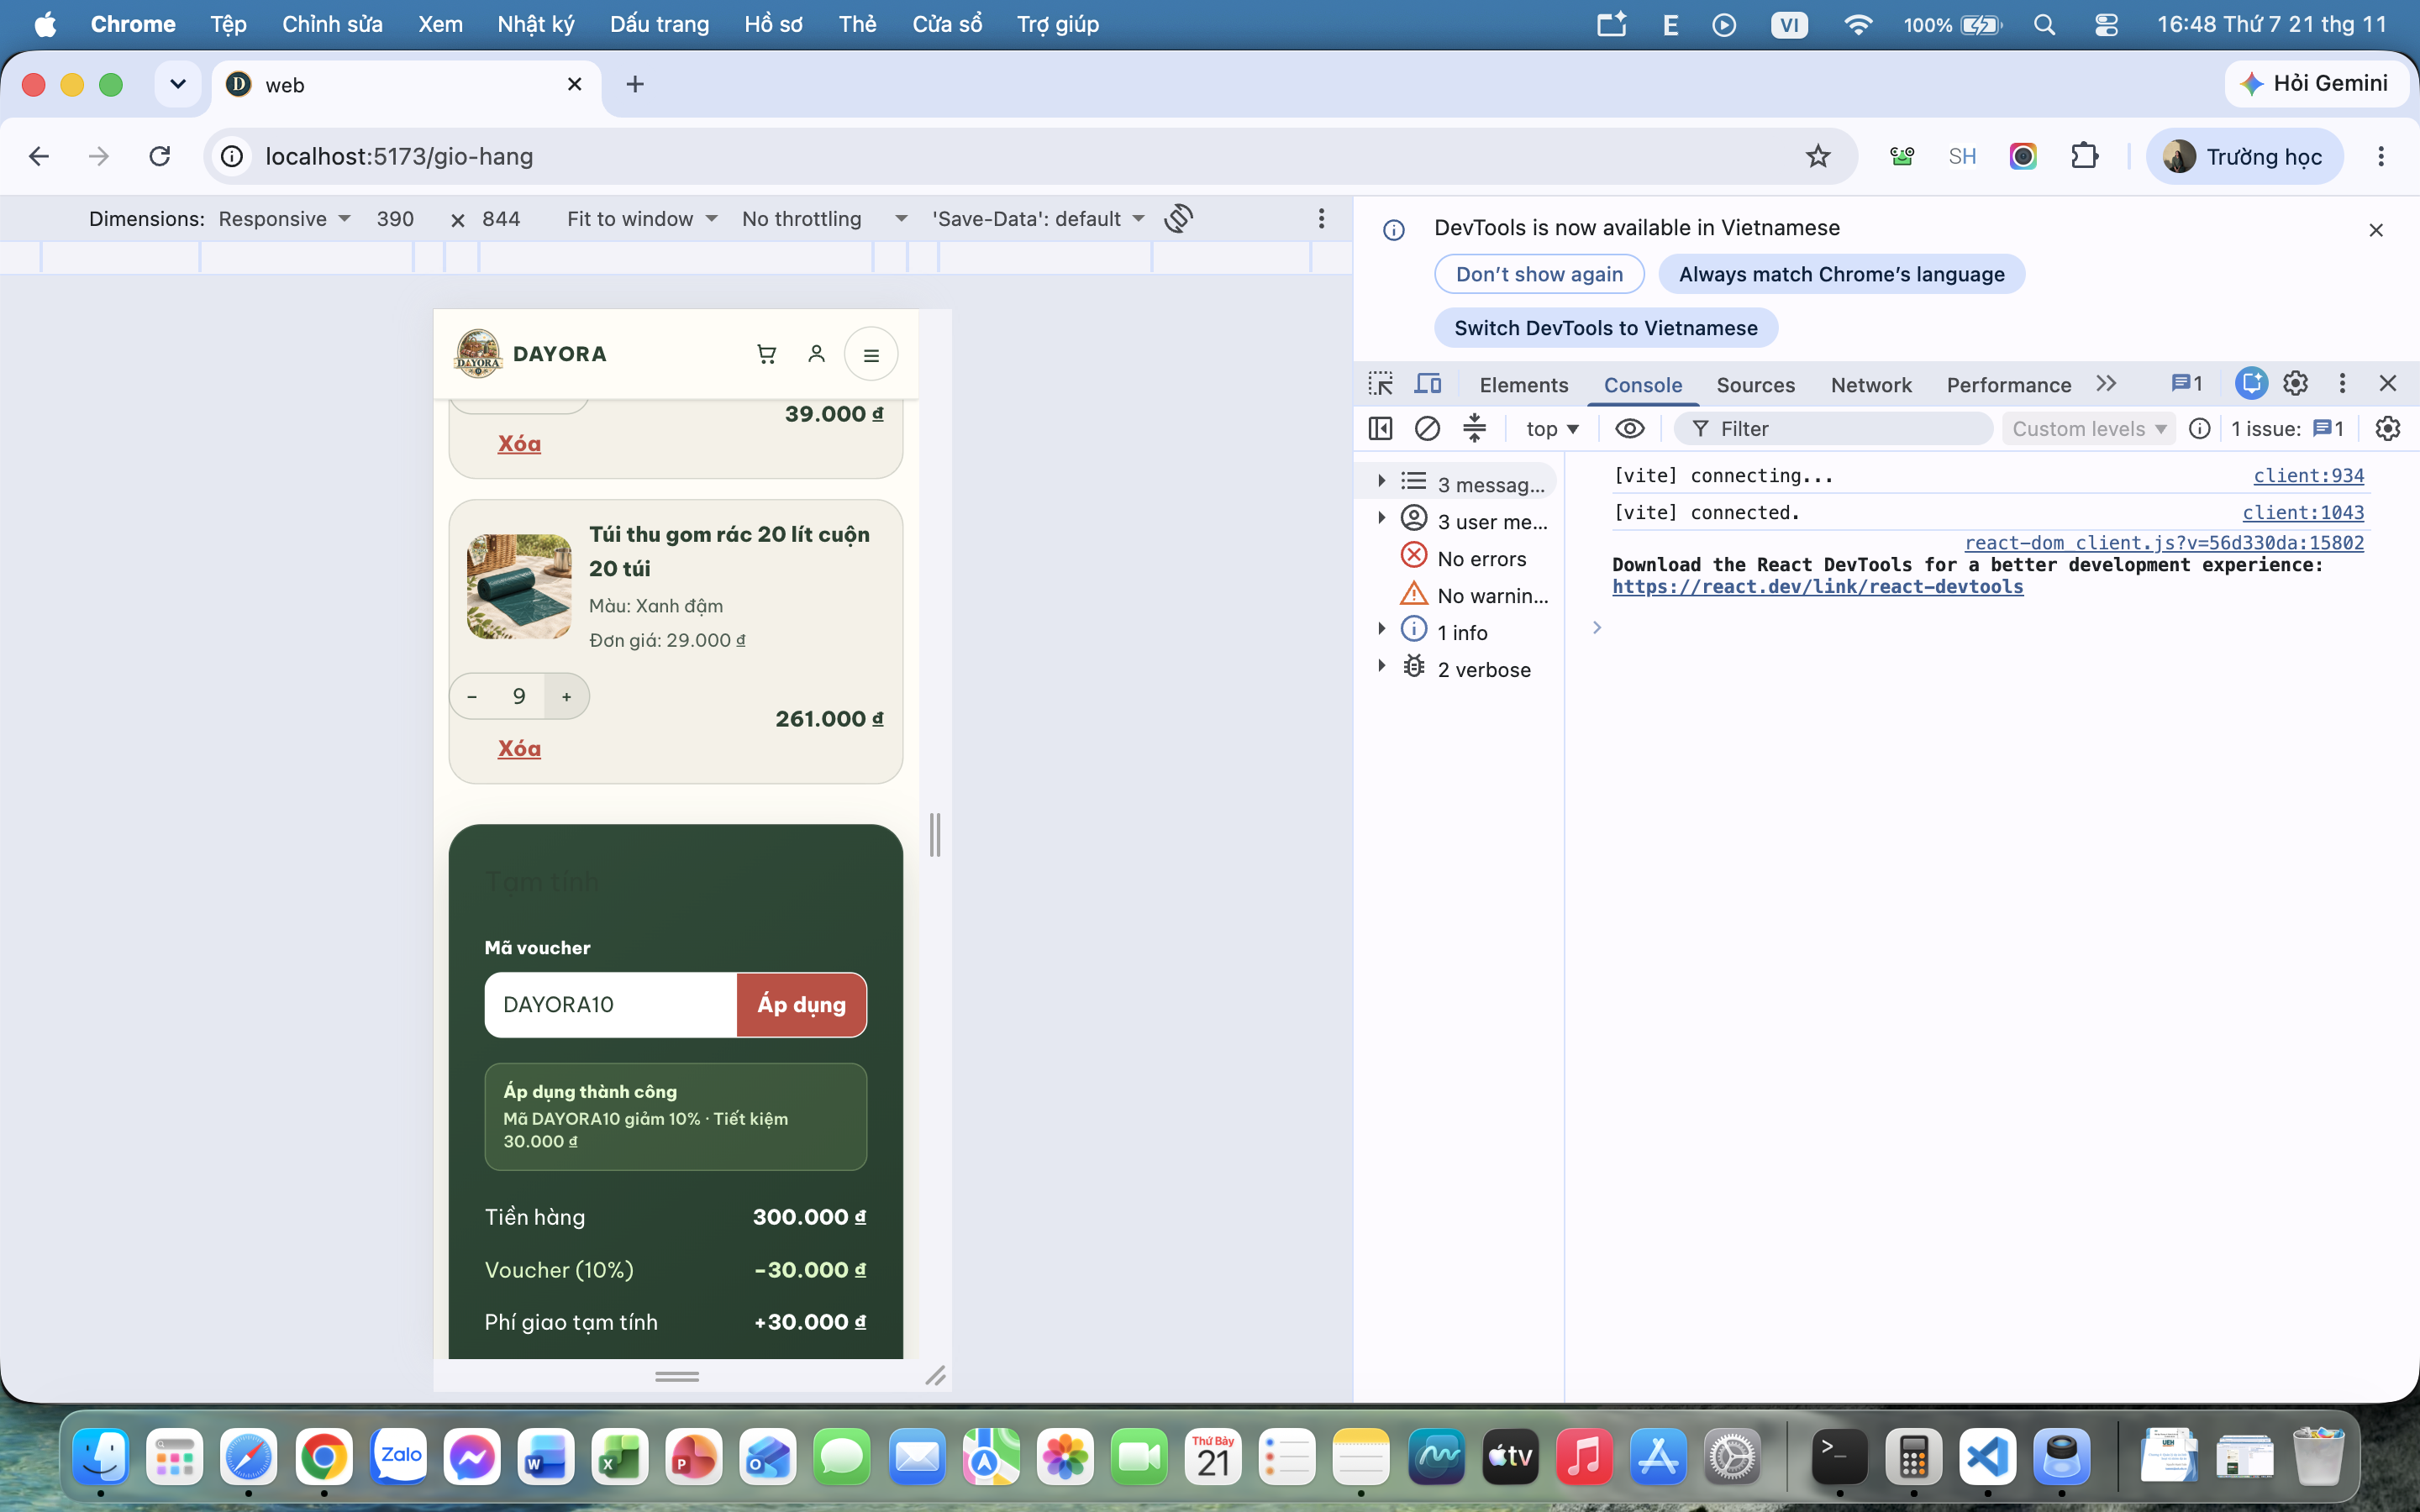 Chrome Tệp Chỉnh sửa Xem Nhật ký Dấu trang Hồ sơ Thẻ Cửa sổ Trợ giúp E VI 100% 16:48 Thứ 7 21 thg 11
D web Hỏi Gemini
localhost:5173/gio-hang SH Trường học
Dimensions: Responsive 390 × 844 Fit to window No throttling 'Save-Data': default
DAYORA DAYORA
39.000 ₫
Xóa
Túi thu gom rác 20 lít cuộn
20 túi
Màu: Xanh đậm
Đơn giá: 29.000 ₫
− 9 +
261.000 ₫
Xóa
Tạm tính
Mã voucher
DAYORA10 Áp dụng
Áp dụng thành công
Mã DAYORA10 giảm 10% · Tiết kiệm
30.000 ₫
Tiền hàng 300.000 ₫
Voucher (10%) −30.000 ₫
Phí giao tạm tính +30.000 ₫
DevTools is now available in Vietnamese
Don’t show again Always match Chrome’s language
Switch DevTools to Vietnamese
Elements Console Sources Network Performance 1
top Filter Custom levels 1 issue: 1
3 messag...
3 user me...
No errors
No warnin...
1 info
2 verbose
[vite] connecting... client:934
[vite] connected. client:1043
react-dom_client.js?v=56d330da:15802
Download the React DevTools for a better development experience:
https://react.dev/link/react-devtools
Zalo W X P O Thứ Bảy 21 tv UEH